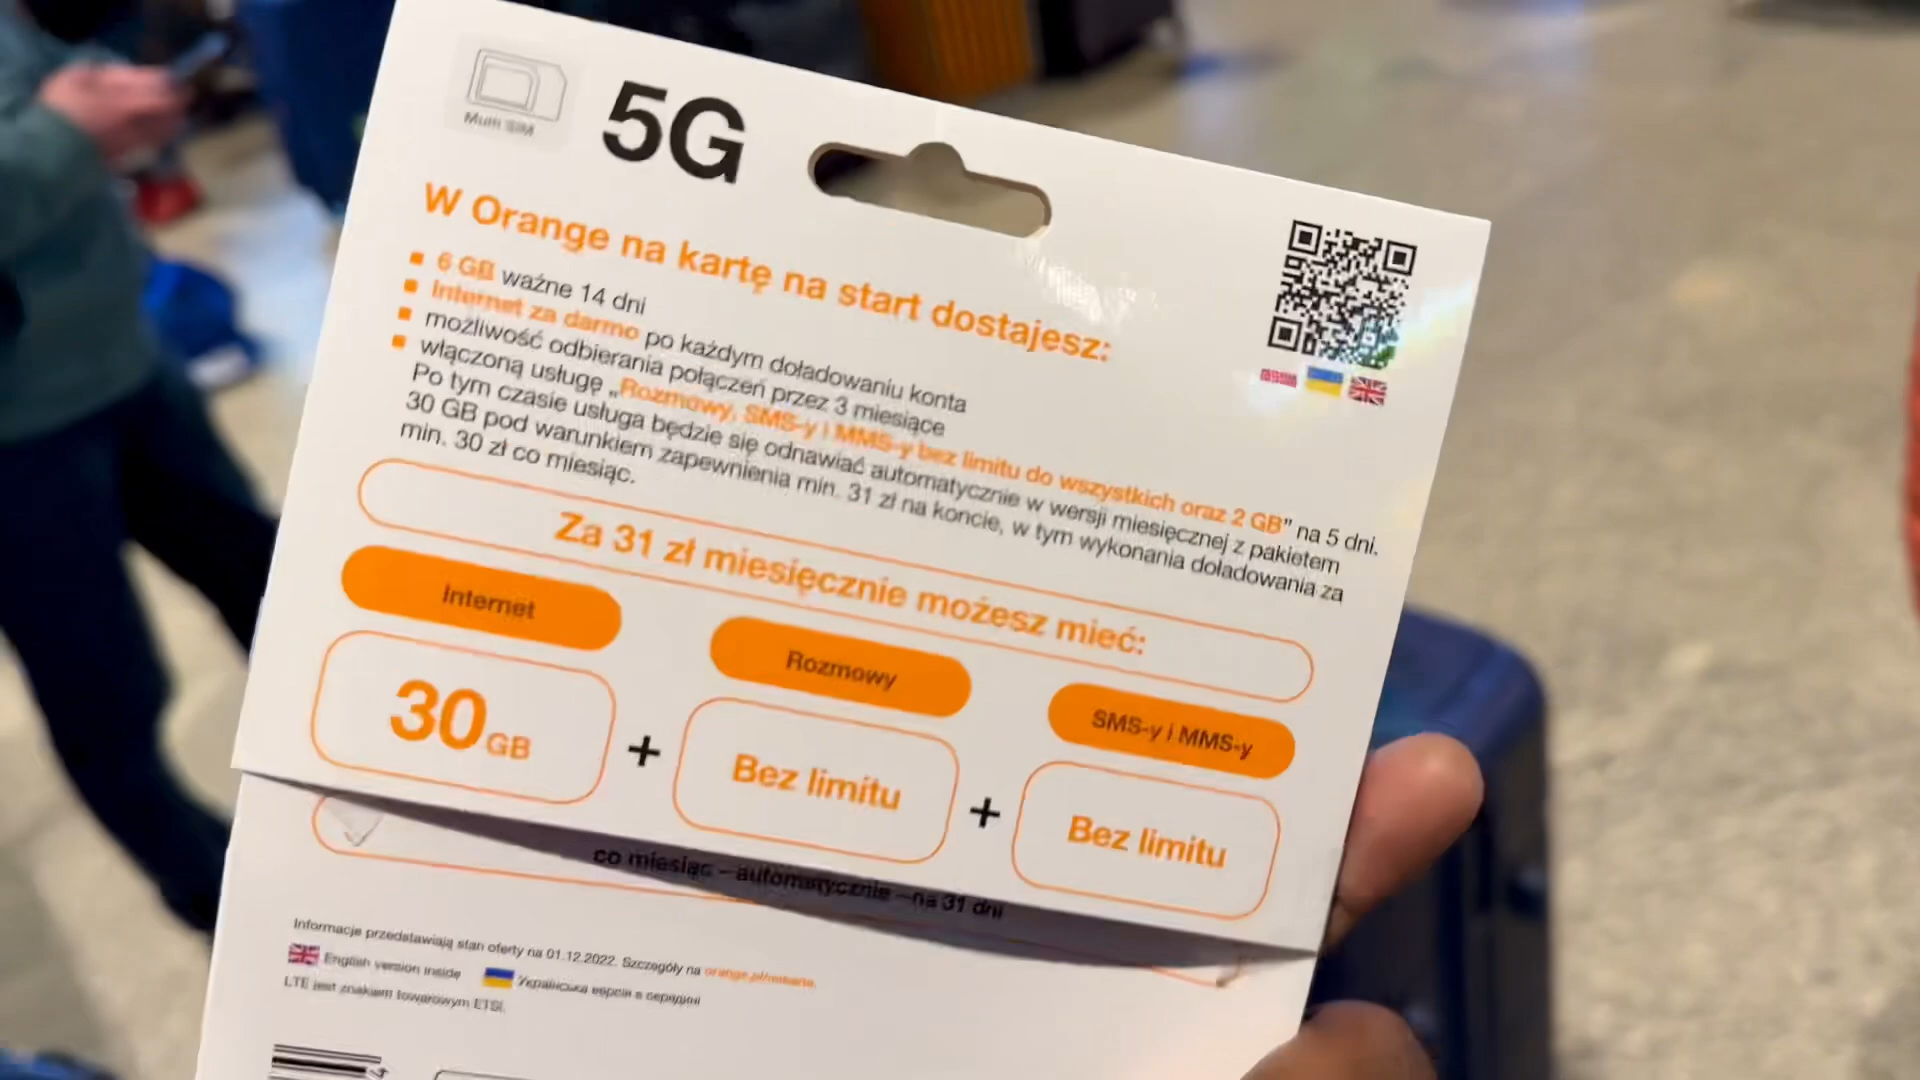 Multi SIM
5G
W Orange na kartę na start dostajesz:
6 GB ważne 14 dni
Internet za darmo po każdym doładowaniu konta
możliwość odbierania połączeń przez 3 miesiące
włączoną usługę „Rozmowy, SMS-y i MMS-y bez limitu do wszystkich oraz 2 GB” na 5 dni.
Po tym czasie usługa będzie się odnawiać automatycznie w wersji miesięcznej z pakietem
30 GB pod warunkiem zapewnienia min. 31 zł na koncie, w tym wykonania doładowania za
min. 30 zł co miesiąc.
Za 31 zł miesięcznie możesz mieć:
Internet
Rozmowy
SMS-y i MMS-y
30 GB
+
Bez limitu
+
Bez limitu
co miesiąc – automatycznie – na 31 dni
Informacje przedstawiają stan oferty na 01.12.2022. Szczegóły na orange.pl/nakarte.
English version inside
Українська версія в середині
LTE jest znakiem towarowym ETSI.